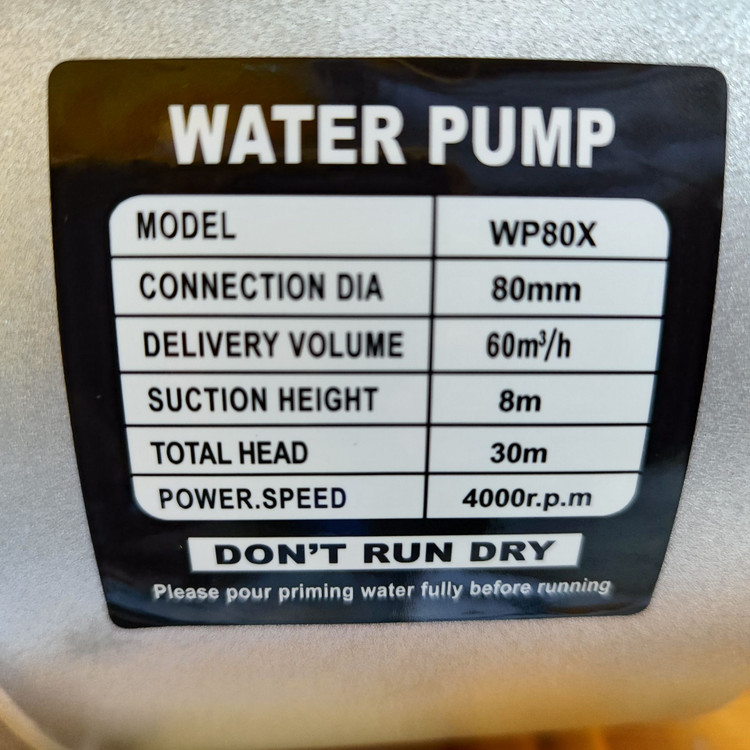 WATER PUMP
MODEL WP80X
CONNECTION DIA 80mm
DELIVERY VOLUME 60m³/h
SUCTION HEIGHT 8m
TOTAL HEAD 30m
POWER.SPEED 4000r.p.m
DON'T RUN DRY
Please pour priming water fully before running